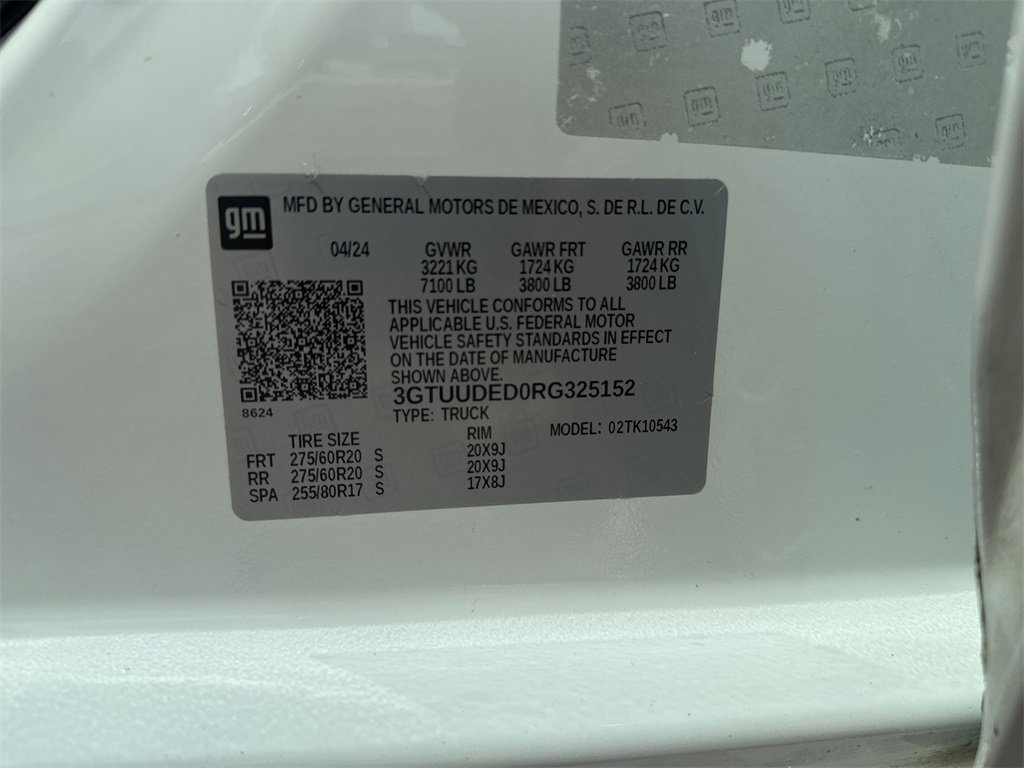 gm MFD BY GENERAL MOTORS DE MEXICO, S. DE R.L. DE C.V.
04/24 GVWR GAWR FRT GAWR RR
3221 KG 1724 KG 1724 KG
7100 LB 3800 LB 3800 LB
THIS VEHICLE CONFORMS TO ALL
APPLICABLE U.S. FEDERAL MOTOR
VEHICLE SAFETY STANDARDS IN EFFECT
ON THE DATE OF MANUFACTURE
SHOWN ABOVE.
3GTUUDED0RG325152
8624
TYPE: TRUCK
TIRE SIZE RIM MODEL: 02TK10543
FRT 275/60R20 S 20X9J
RR 275/60R20 S 20X9J
SPA 255/80R17 S 17X8J